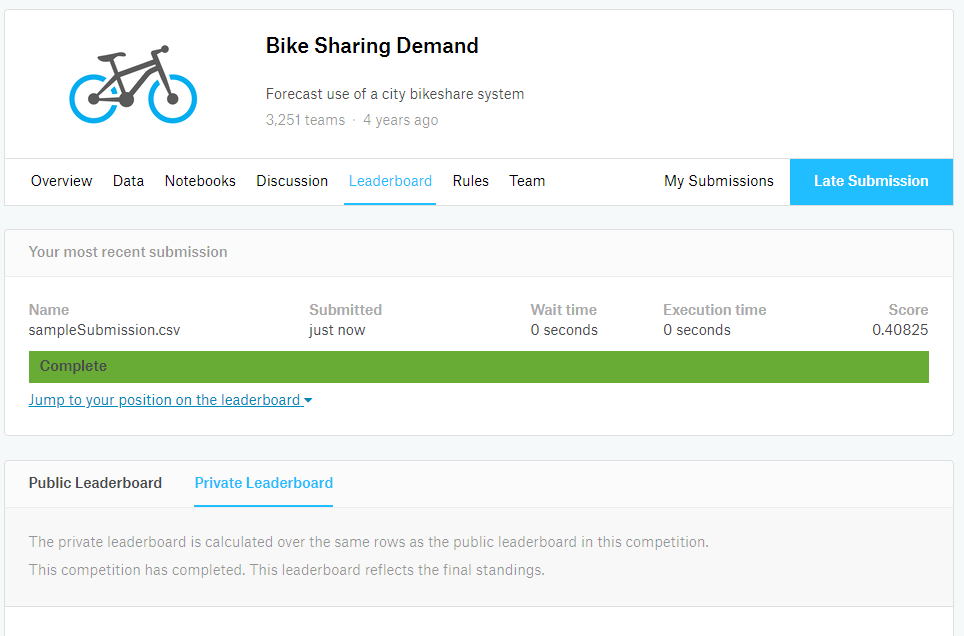 Bike Sharing Demand
Forecast use of a city bikeshare system
3,251 teams · 4 years ago
Overview Data Notebooks Discussion Leaderboard Rules Team My Submissions Late Submission
Your most recent submission
Name Submitted Wait time Execution time Score
sampleSubmission.csv just now 0 seconds 0 seconds 0.40825
Complete
Jump to your position on the leaderboard
Public Leaderboard Private Leaderboard
The private leaderboard is calculated over the same rows as the public leaderboard in this competition.
This competition has completed. This leaderboard reflects the final standings.